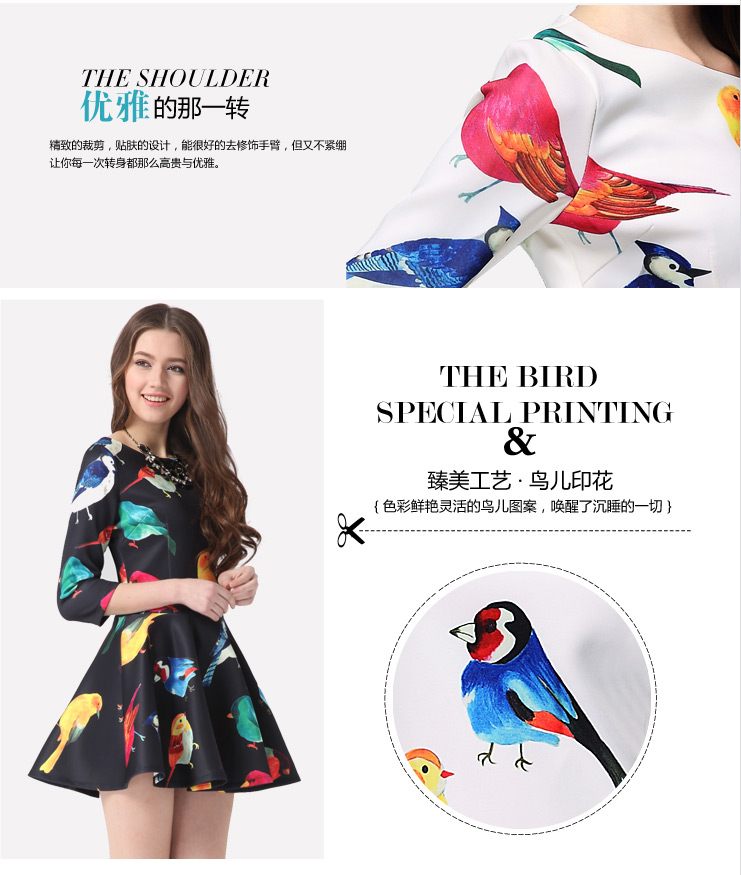 THE SHOULDER
优雅的那一转
精致的裁剪，贴肤的设计，能很好的去修饰手臂，但又不紧绷
让你每一次转身都那么高贵与优雅。
THE BIRD
SPECIAL PRINTING
&
臻美工艺·鸟儿印花
{ 色彩鲜艳灵活的鸟儿图案，唤醒了沉睡的一切 }